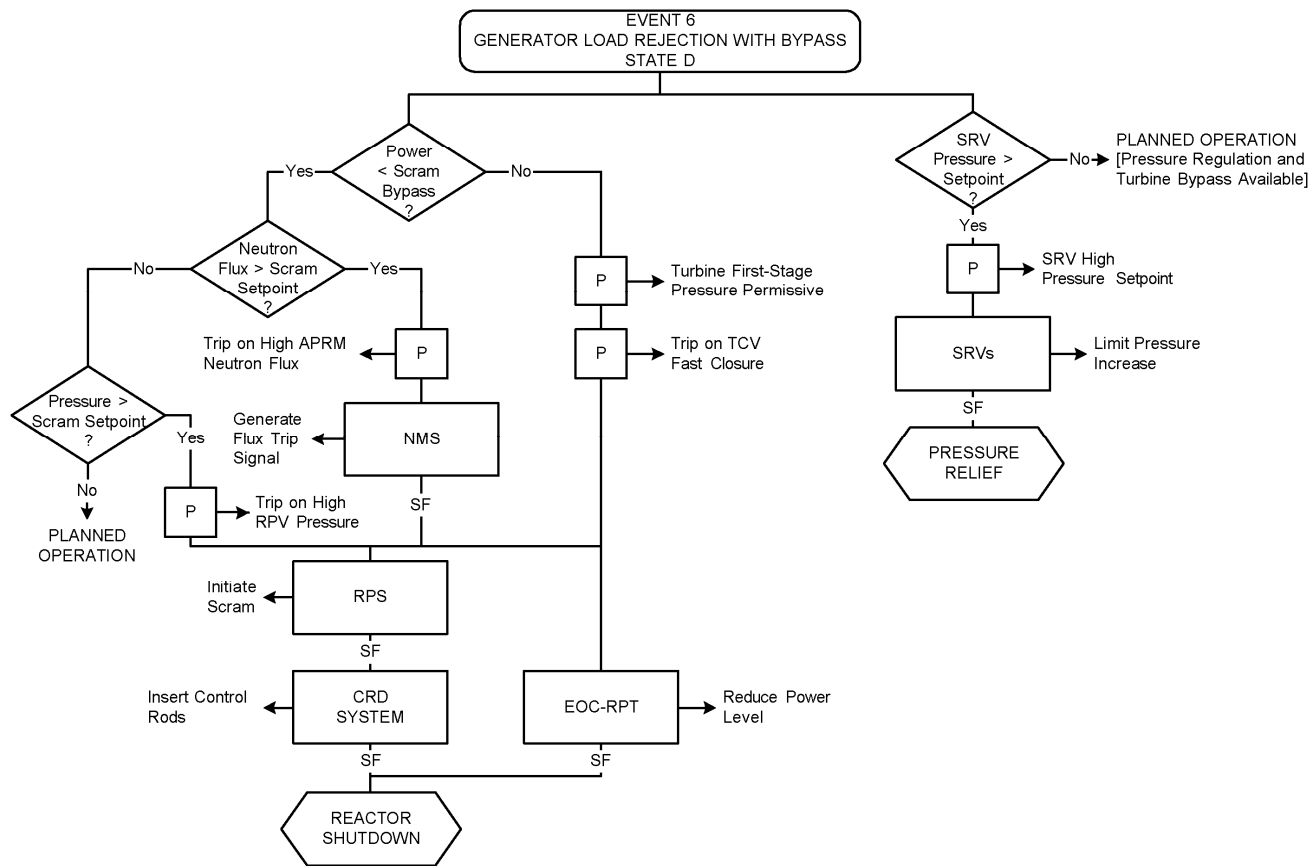 EVENT 6
GENERATOR LOAD REJECTION WITH BYPASS
STATE D
Power
< Scram
Bypass
?
Yes
No
SRV
Pressure >
Setpoint
?
No
PLANNED OPERATION
[Pressure Regulation and
Turbine Bypass Available]
Yes
Neutron
Flux > Scram
Setpoint
?
No
Yes
P
Turbine First-Stage
Pressure Permissive
P
SRV High
Pressure Setpoint
Trip on High APRM
Neutron Flux
P
P
Trip on TCV
Fast Closure
SRVs
Limit Pressure
Increase
SF
Pressure >
Scram Setpoint
?
Yes
No
Generate
Flux Trip
Signal
NMS
SF
PRESSURE
RELIEF
P
Trip on High
RPV Pressure
PLANNED
OPERATION
Initiate
Scram
RPS
SF
Insert Control
Rods
CRD
SYSTEM
SF
EOC-RPT
Reduce Power
Level
SF
REACTOR
SHUTDOWN